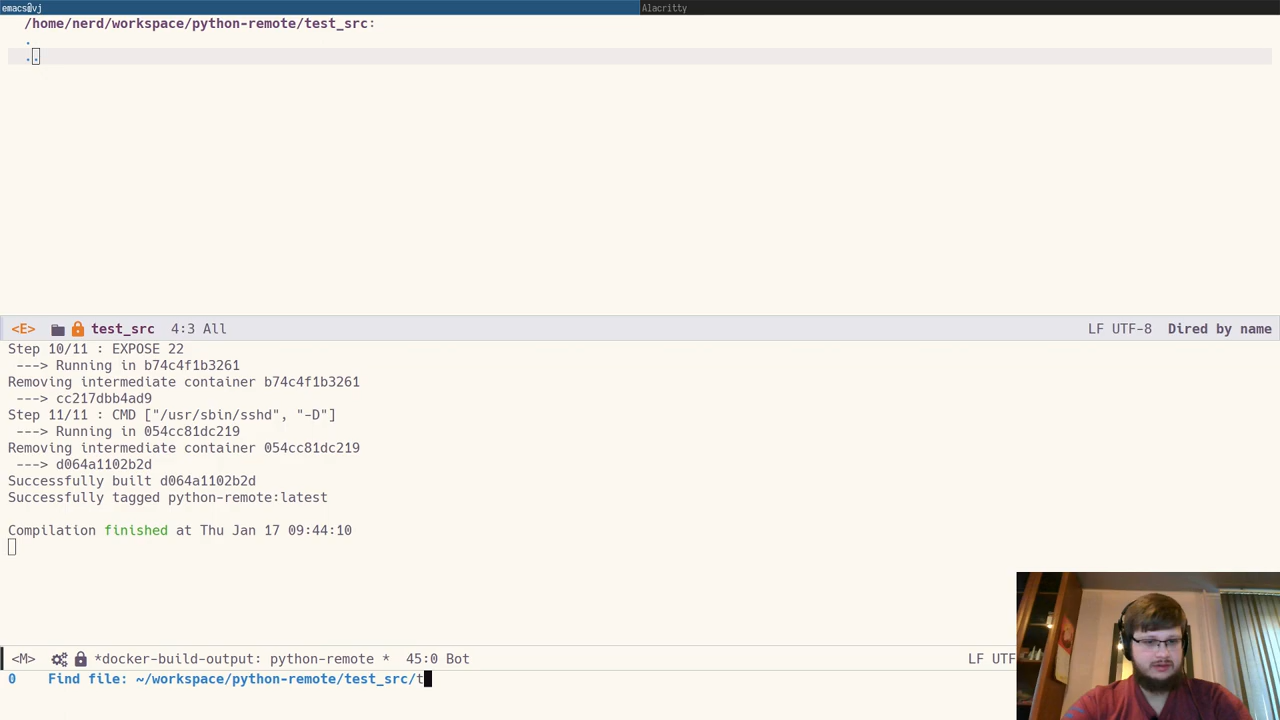 emacs@vj
Alacritty
/home/nerd/workspace/python-remote/test_src:
.
..
<E> test_src 4:3 All LF UTF-8 Dired by name
Step 10/11 : EXPOSE 22
---> Running in b74c4f1b3261
Removing intermediate container b74c4f1b3261
---> cc217dbb4ad9
Step 11/11 : CMD ["/usr/sbin/sshd", "-D"]
---> Running in 054cc81dc219
Removing intermediate container 054cc81dc219
---> d064a1102b2d
Successfully built d064a1102b2d
Successfully tagged python-remote:latest
Compilation finished at Thu Jan 17 09:44:10
<M> *docker-build-output: python-remote * 45:0 Bot LF UTF
0 Find file: ~/workspace/python-remote/test_src/t